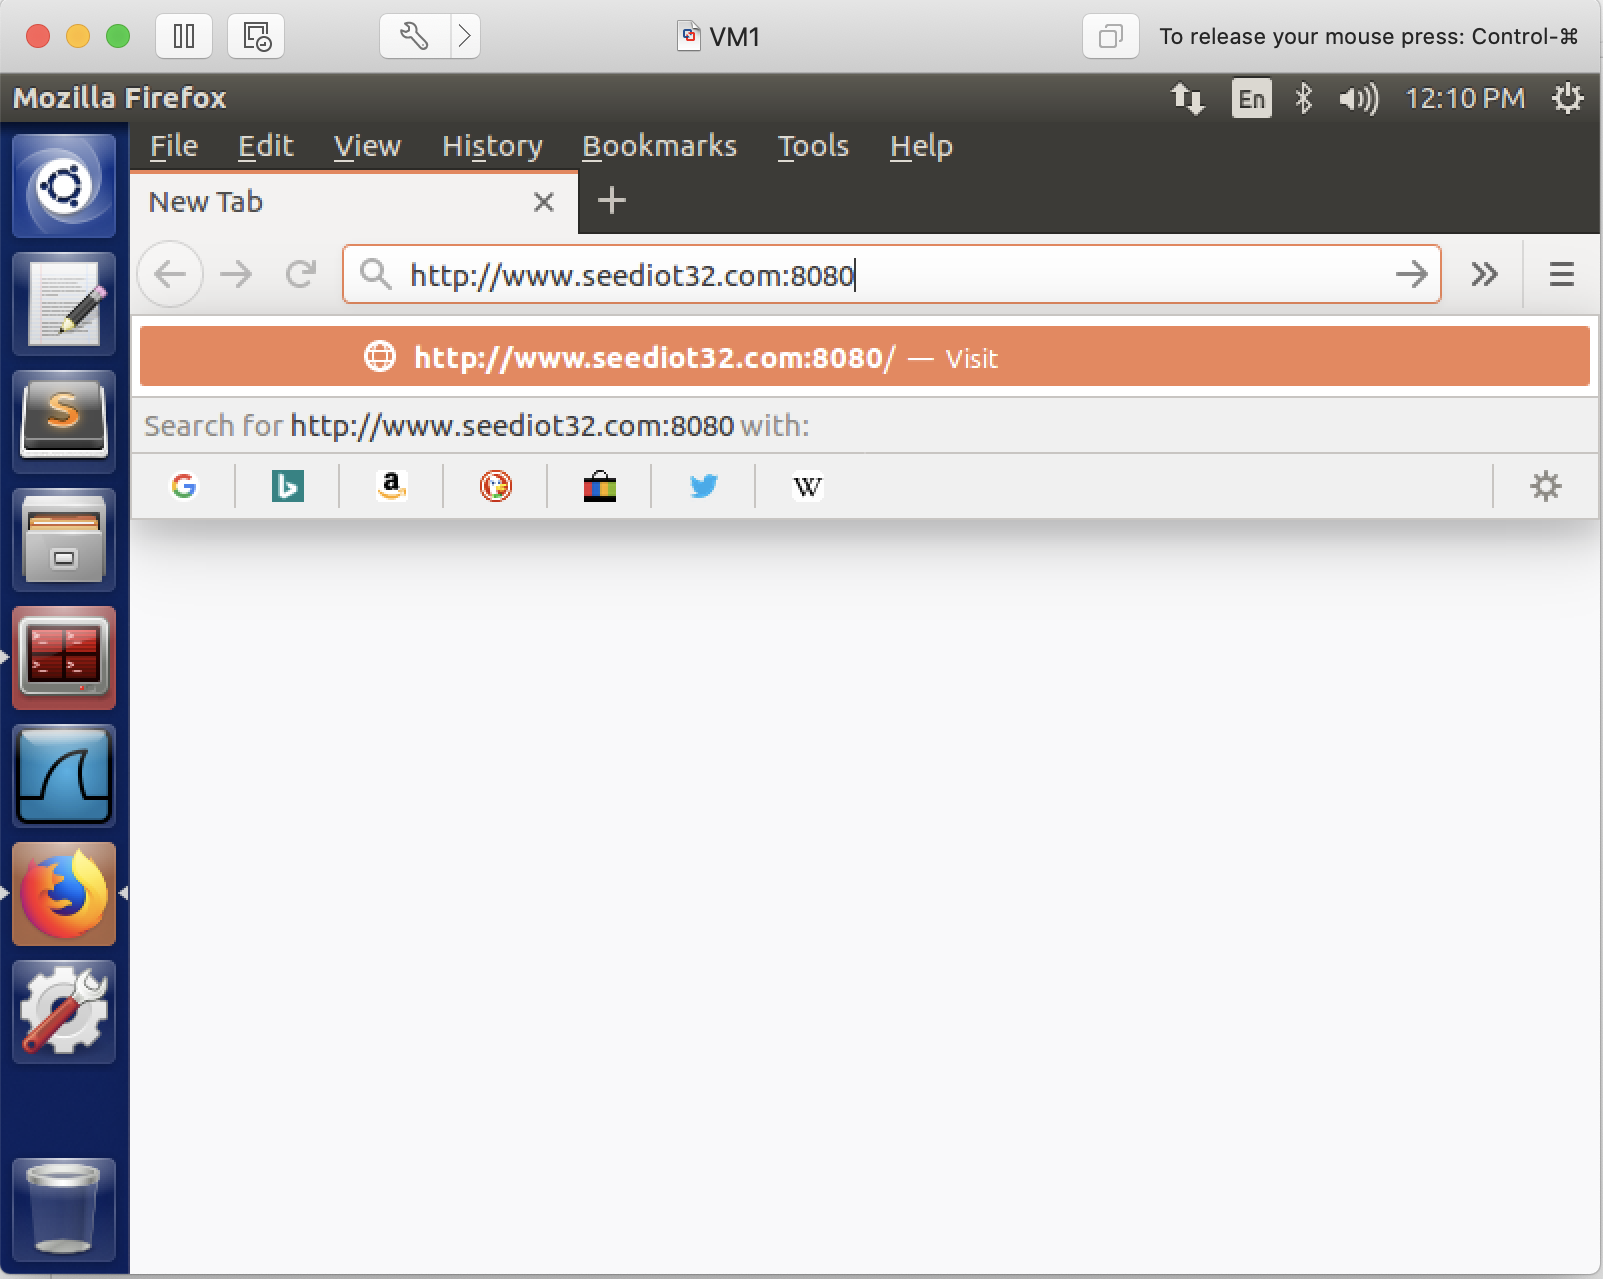 VM1
To release your mouse press: Control-⌘
Mozilla Firefox
En
12:10 PM
File Edit View History Bookmarks Tools Help
New Tab
http://www.seediot32.com:8080
http://www.seediot32.com:8080/ — Visit
Search for http://www.seediot32.com:8080 with:
G b a W
S